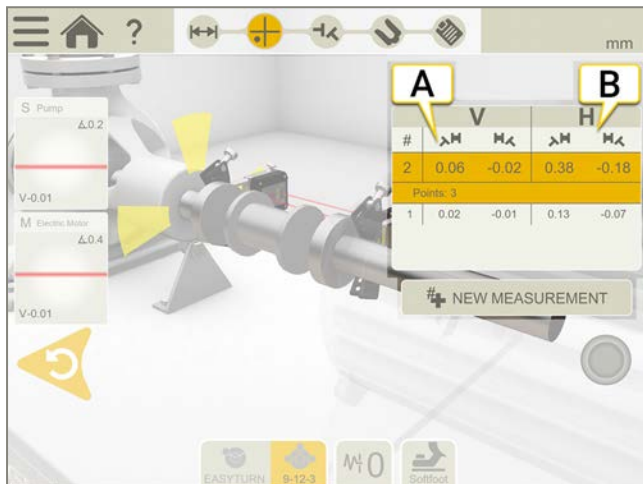 ?
mm
A
B
S Pump
∡0.2
V-0.01
M Electric Motor
∡0.4
V-0.01
V H
#
2 0.06 -0.02 0.38 -0.18
Points: 3
1 0.02 -0.01 0.13 -0.07
# NEW MEASUREMENT
0
EASYTURN 9-12-3 Softfoot